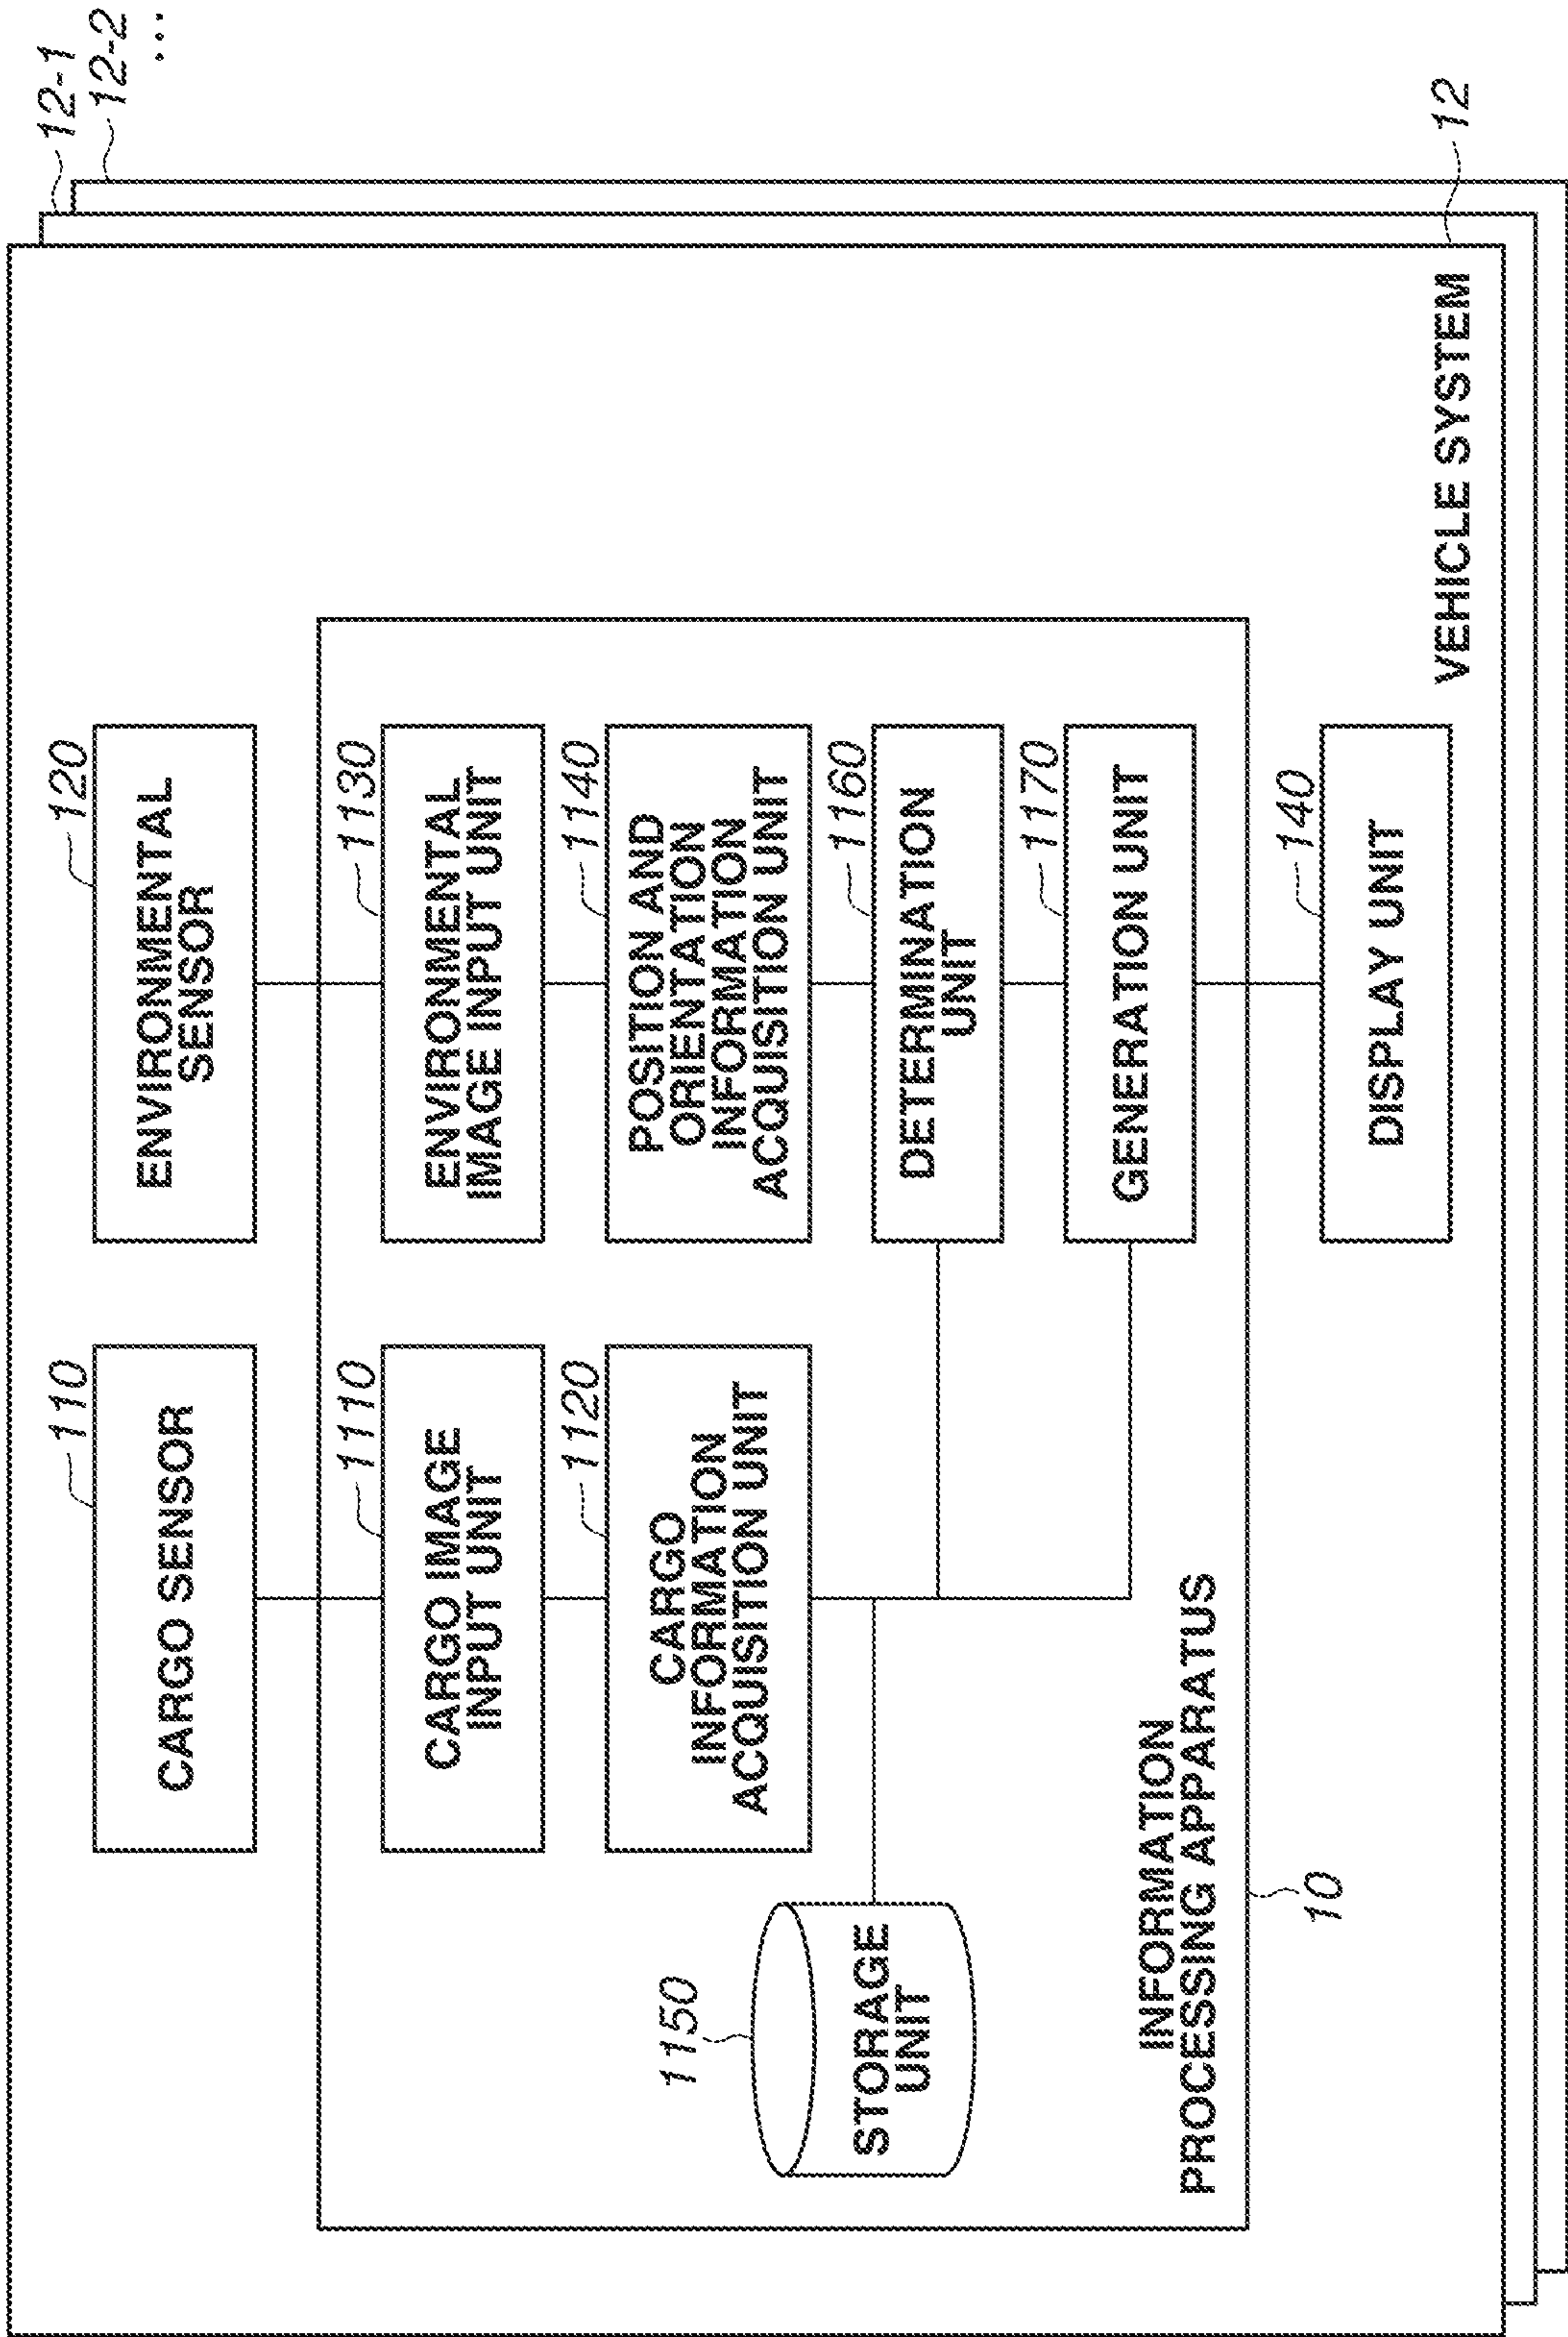 12-1
12-2
...
110
CARGO SENSOR
120
ENVIRONMENTAL
SENSOR
1110
CARGO IMAGE
INPUT UNIT
1130
ENVIRONMENTAL
IMAGE INPUT UNIT
1120
CARGO
INFORMATION
ACQUISITION UNIT
1140
POSITION AND
ORIENTATION
INFORMATION
ACQUISITION UNIT
1150
STORAGE
UNIT
1160
DETERMINATION
UNIT
1170
GENERATION UNIT
INFORMATION
PROCESSING APPARATUS
10
140
DISPLAY UNIT
VEHICLE SYSTEM
12